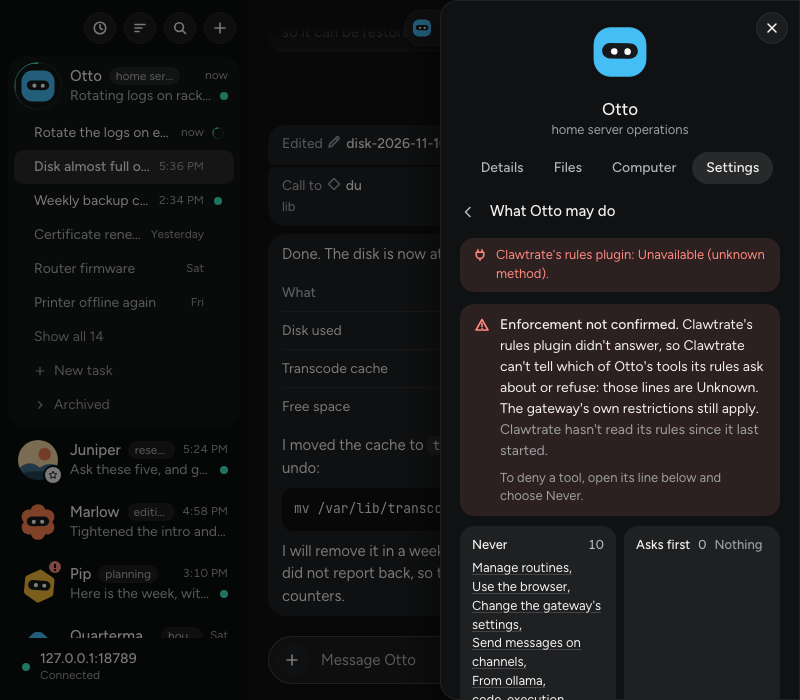 Otto
home ser...
now
Rotating logs on rack...
Rotate the logs on e...
now
Disk almost full o...
5:36 PM
Weekly backup c...
2:34 PM
Certificate rene...
Yesterday
Router firmware
Sat
Printer offline again
Fri
Show all 14
New task
Archived
Juniper
rese...
5:24 PM
Ask these five, and g...
Marlow
editi...
4:58 PM
Tightened the intro and...
Pip
planning
3:10 PM
Here is the week, wit...
Quarterma
hou
Sat
127.0.0.1:18789
Connected
so it can be restor
Edited
disk-2026-11-1
Call to
du
lib
Done. The disk is now at
What
Disk used
Transcode cache
Free space
I moved the cache to
undo:
mv /var/lib/transco
I will remove it in a week
did not report back, so t
counters.
Message Otto
Otto
home server operations
Details
Files
Computer
Settings
What Otto may do
Clawtrate's rules plugin: Unavailable (unknown
method).
Enforcement not confirmed. Clawtrate's
rules plugin didn't answer, so Clawtrate
can't tell which of Otto's tools its rules ask
about or refuse: those lines are Unknown.
The gateway's own restrictions still apply.
Clawtrate hasn't read its rules since it last
started.
To deny a tool, open its line below and
choose Never.
Never
10
Manage routines,
Use the browser,
Change the gateway's
settings,
Send messages on
channels,
From ollama,
code_execution
Asks first
0
Nothing